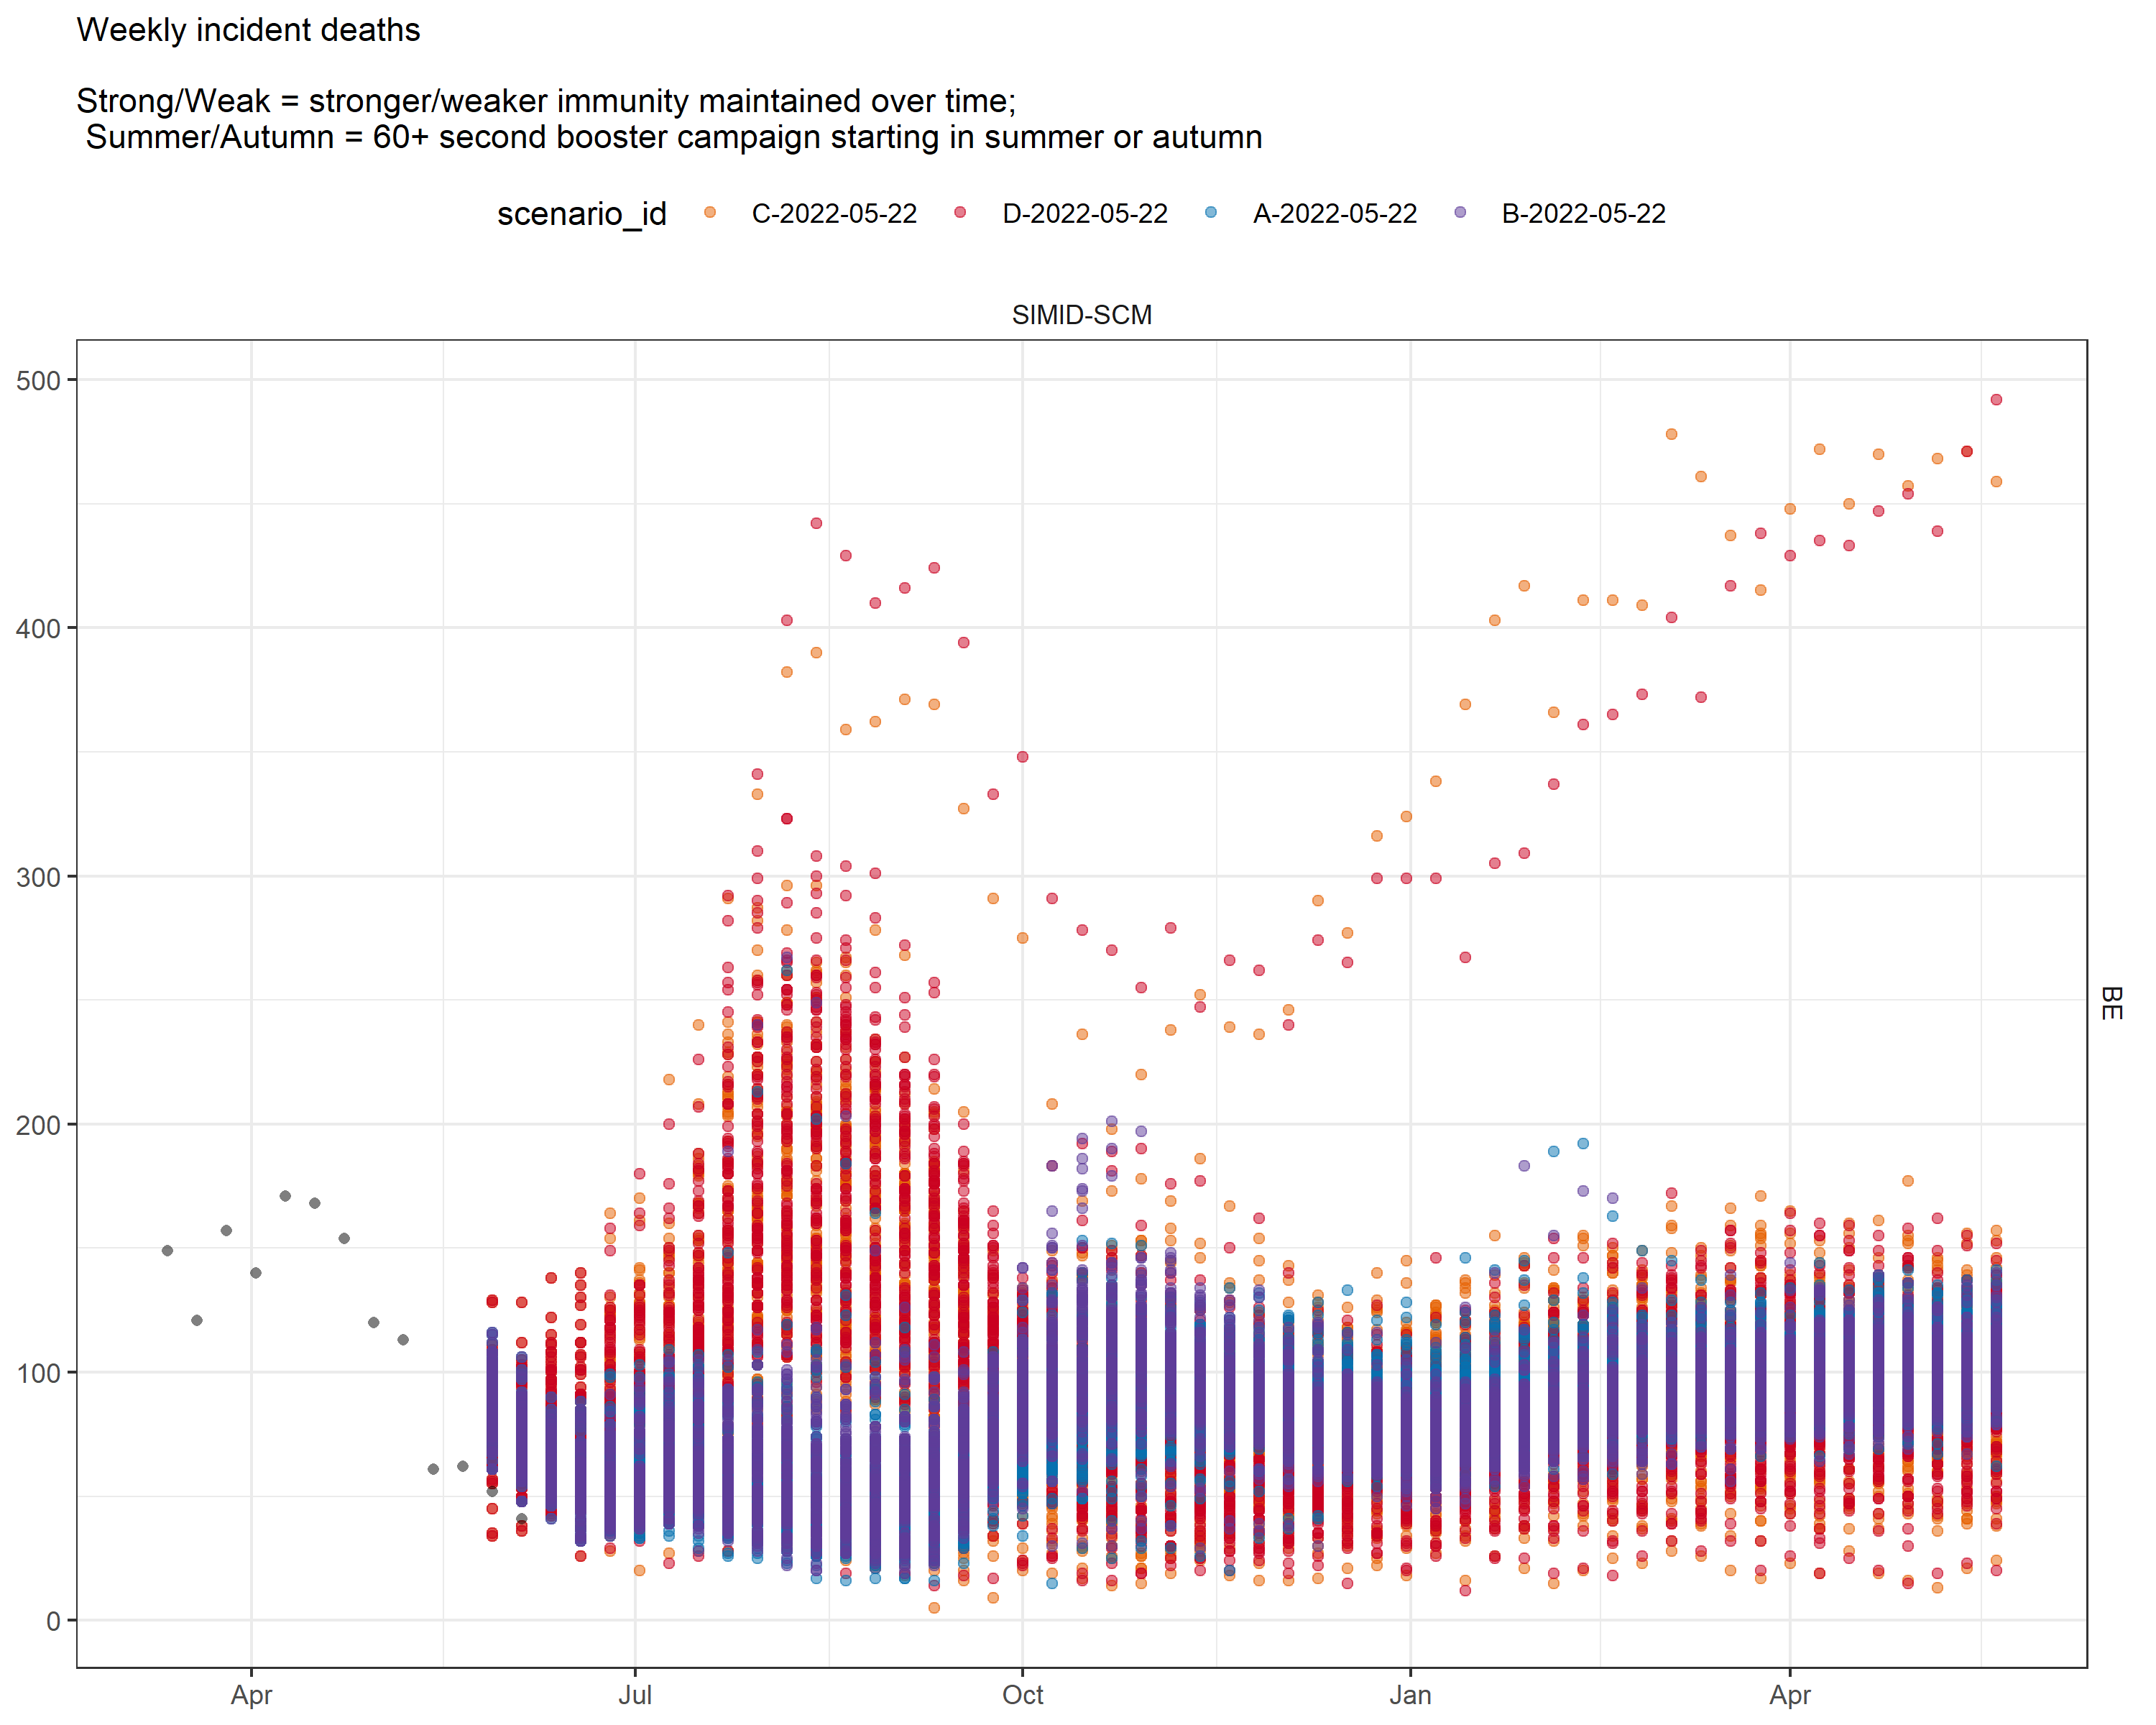 Weekly incident deaths
Strong/Weak = stronger/weaker immunity maintained over time;
Summer/Autumn = 60+ second booster campaign starting in summer or autumn
scenario_id C-2022-05-22 D-2022-05-22 A-2022-05-22 B-2022-05-22
SIMID-SCM
500
400
300
200
100
0
BE
Apr Jul Oct Jan Apr